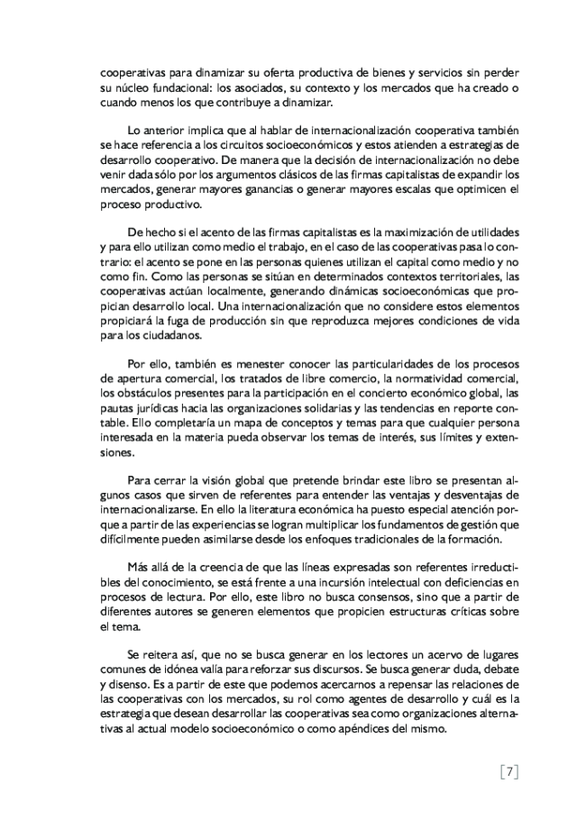 cooperativas para dinamizar su oferta productiva de bienes y servicios sin perder
su núcleo fundacional: los asociados, su contexto y los mercados que ha creado o
cuando menos los que contribuye a dinamizar.
Lo anterior implica que al hablar de internacionalización cooperativa también
se hace referencia a los circuitos socioeconómicos y estos atienden a estrategias de
desarrollo cooperativo. De manera que la decisión de internacionalización no debe
venir dada sólo por los argumentos clásicos de las firmas capitalistas de expandir los
mercados, generar mayores ganancias o generar mayores escalas que optimicen el
proceso productivo.
De hecho si el acento de las firmas capitalistas es la maximización de utilidades
y para ello utilizan como medio el trabajo, en el caso de las cooperativas pasa lo con-
trario: el acento se pone en las personas quienes utilizan el capital como medio y no
como fin. Como las personas se sitúan en determinados contextos territoriales, las
cooperativas actúan localmente, generando dinámicas socioeconómicas que pro-
pician desarrollo local. Una internacionalización que no considere estos elementos
propiciará la fuga de producción sin que reproduzca mejores condiciones de vida
para los ciudadanos.
Por ello, también es menester conocer las particularidades de los procesos
de apertura comercial, los tratados de libre comercio, la normatividad comercial,
los obstáculos presentes para la participación en el concierto económico global, las
pautas jurídicas hacia las organizaciones solidarias y las tendencias en reporte con-
table. Ello completaría un mapa de conceptos y temas para que cualquier persona
interesada en la materia pueda observar los temas de interés, sus límites y exten-
siones.
Para cerrar la visión global que pretende brindar este libro se presentan al-
gunos casos que sirven de referentes para entender las ventajas y desventajas de
internacionalizarse. En ello la literatura económica ha puesto especial atención por-
que a partir de las experiencias se logran multiplicar los fundamentos de gestión que
difícilmente pueden asimilarse desde los enfoques tradicionales de la formación.
Más allá de la creencia de que las líneas expresadas son referentes irreducti-
bles del conocimiento, se está frente a una incursión intelectual con deficiencias en
procesos de lectura. Por ello, este libro no busca consensos, sino que a partir de
diferentes autores se generen elementos que propicien estructuras críticas sobre
el tema.
Se reitera así, que no se busca generar en los lectores un acervo de lugares
comunes de idónea valía para reforzar sus discursos. Se busca generar duda, debate
y disenso. Es a partir de este que podemos acercarnos a repensar las relaciones de
las cooperativas con los mercados, su rol como agentes de desarrollo y cuál es la
estrategia que desean desarrollar las cooperativas sea como organizaciones alterna-
tivas al actual modelo socioeconómico o como apéndices del mismo.
[7]